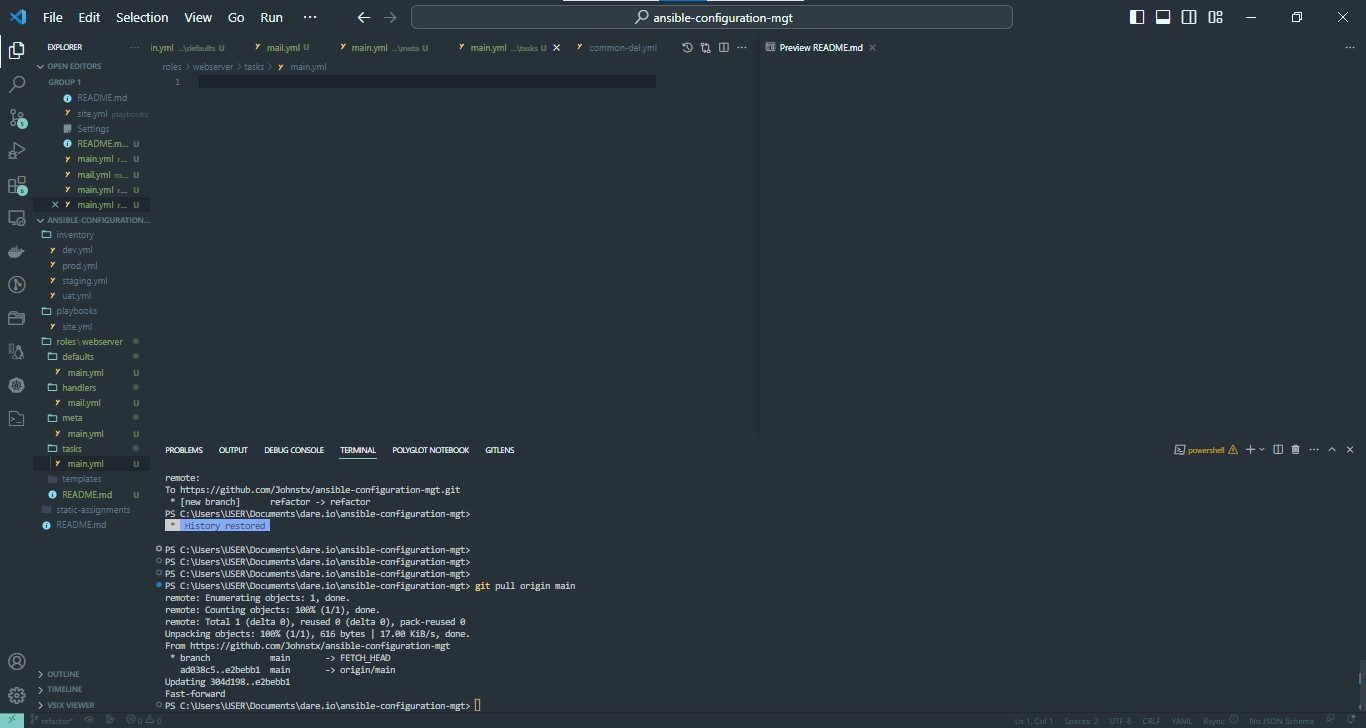 File Edit Selection View Go Run ···
ansible-configuration-mgt
EXPLORER ···
in.yml ...\defaults U
mail.yml U
main.yml ...\meta U
main.yml ...\tasks U
common-del.yml
Preview README.md
OPEN EDITORS
roles > webserver > tasks > main.yml
GROUP 1
1
README.md
site.yml playbooks
Settings
README.m... U
main.yml r... U
mail.yml ro... U
main.yml r... U
main.yml r... U
ANSIBLE-CONFIGURATION...
inventory
dev.yml
prod.yml
staging.yml
uat.yml
playbooks
site.yml
roles\webserver
defaults
main.yml U
handlers
mail.yml U
meta
main.yml U
tasks
main.yml U
templates
README.md U
static-assignments
README.md
OUTLINE
TIMELINE
VSIX VIEWER
PROBLEMS OUTPUT DEBUG CONSOLE TERMINAL POLYGLOT NOTEBOOK GITLENS
powershell
remote:
To https://github.com/Johnstx/ansible-configuration-mgt.git
* [new branch] refactor -> refactor
PS C:\Users\USER\Documents\dare.io\ansible-configuration-mgt>
* History restored
PS C:\Users\USER\Documents\dare.io\ansible-configuration-mgt>
PS C:\Users\USER\Documents\dare.io\ansible-configuration-mgt>
PS C:\Users\USER\Documents\dare.io\ansible-configuration-mgt>
PS C:\Users\USER\Documents\dare.io\ansible-configuration-mgt> git pull origin main
remote: Enumerating objects: 1, done.
remote: Counting objects: 100% (1/1), done.
remote: Total 1 (delta 0), reused 0 (delta 0), pack-reused 0
Unpacking objects: 100% (1/1), 616 bytes | 17.00 KiB/s, done.
From https://github.com/Johnstx/ansible-configuration-mgt
* branch main -> FETCH_HEAD
ad038c5..e2bebb1 main -> origin/main
Updating 304d198..e2bebb1
Fast-forward
PS C:\Users\USER\Documents\dare.io\ansible-configuration-mgt>
refactor* 0 0
Ln 1, Col 1 Spaces: 2 UTF-8 CRLF YAML Rsync: No JSON Schema